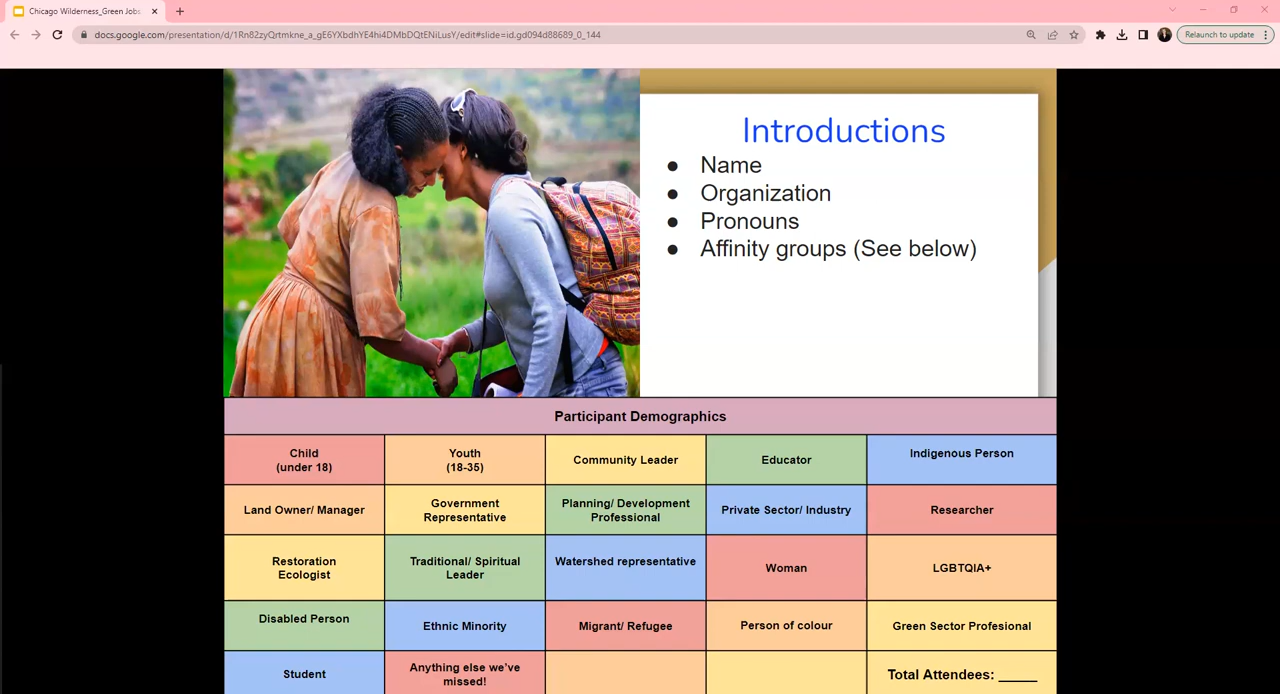 Chicago Wilderness_Green Jobs
docs.google.com/presentation/d/1Rn82zyQrtmkne_a_gE6YXbdhYE4hi4DMbDQtENiLusY/edit#slide=id.gd094d88689_0_144
Relaunch to update
Introductions
● Name
● Organization
● Pronouns
● Affinity groups (See below)
Participant Demographics
Child
(under 18)
Youth
(18-35)
Community Leader
Educator
Indigenous Person
Land Owner/ Manager
Government
Representative
Planning/ Development
Professional
Private Sector/ Industry
Researcher
Restoration
Ecologist
Traditional/ Spiritual
Leader
Watershed representative
Woman
LGBTQIA+
Disabled Person
Ethnic Minority
Migrant/ Refugee
Person of colour
Green Sector Profesional
Student
Anything else we've
missed!
Total Attendees: _____